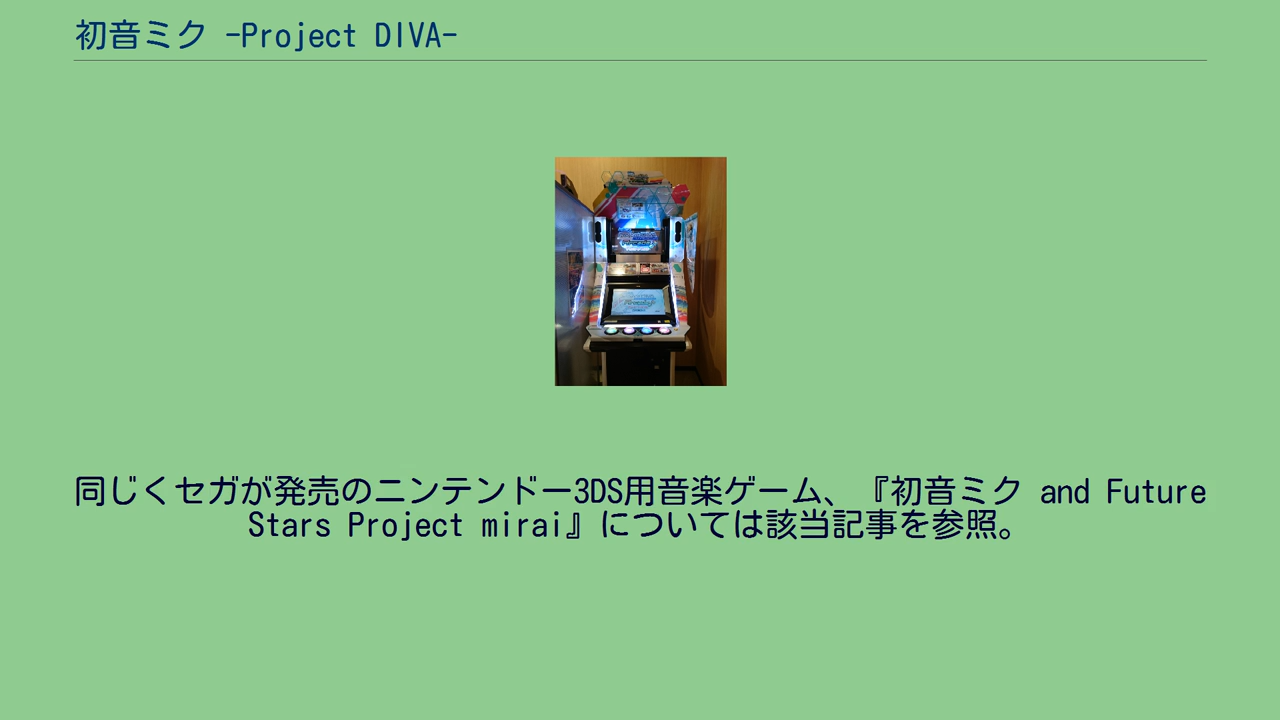 初音ミク -Project DIVA-
同じくセガが発売のニンテンドー3DS用音楽ゲーム、『初音ミク and Future
Stars Project mirai』については該当記事を参照。